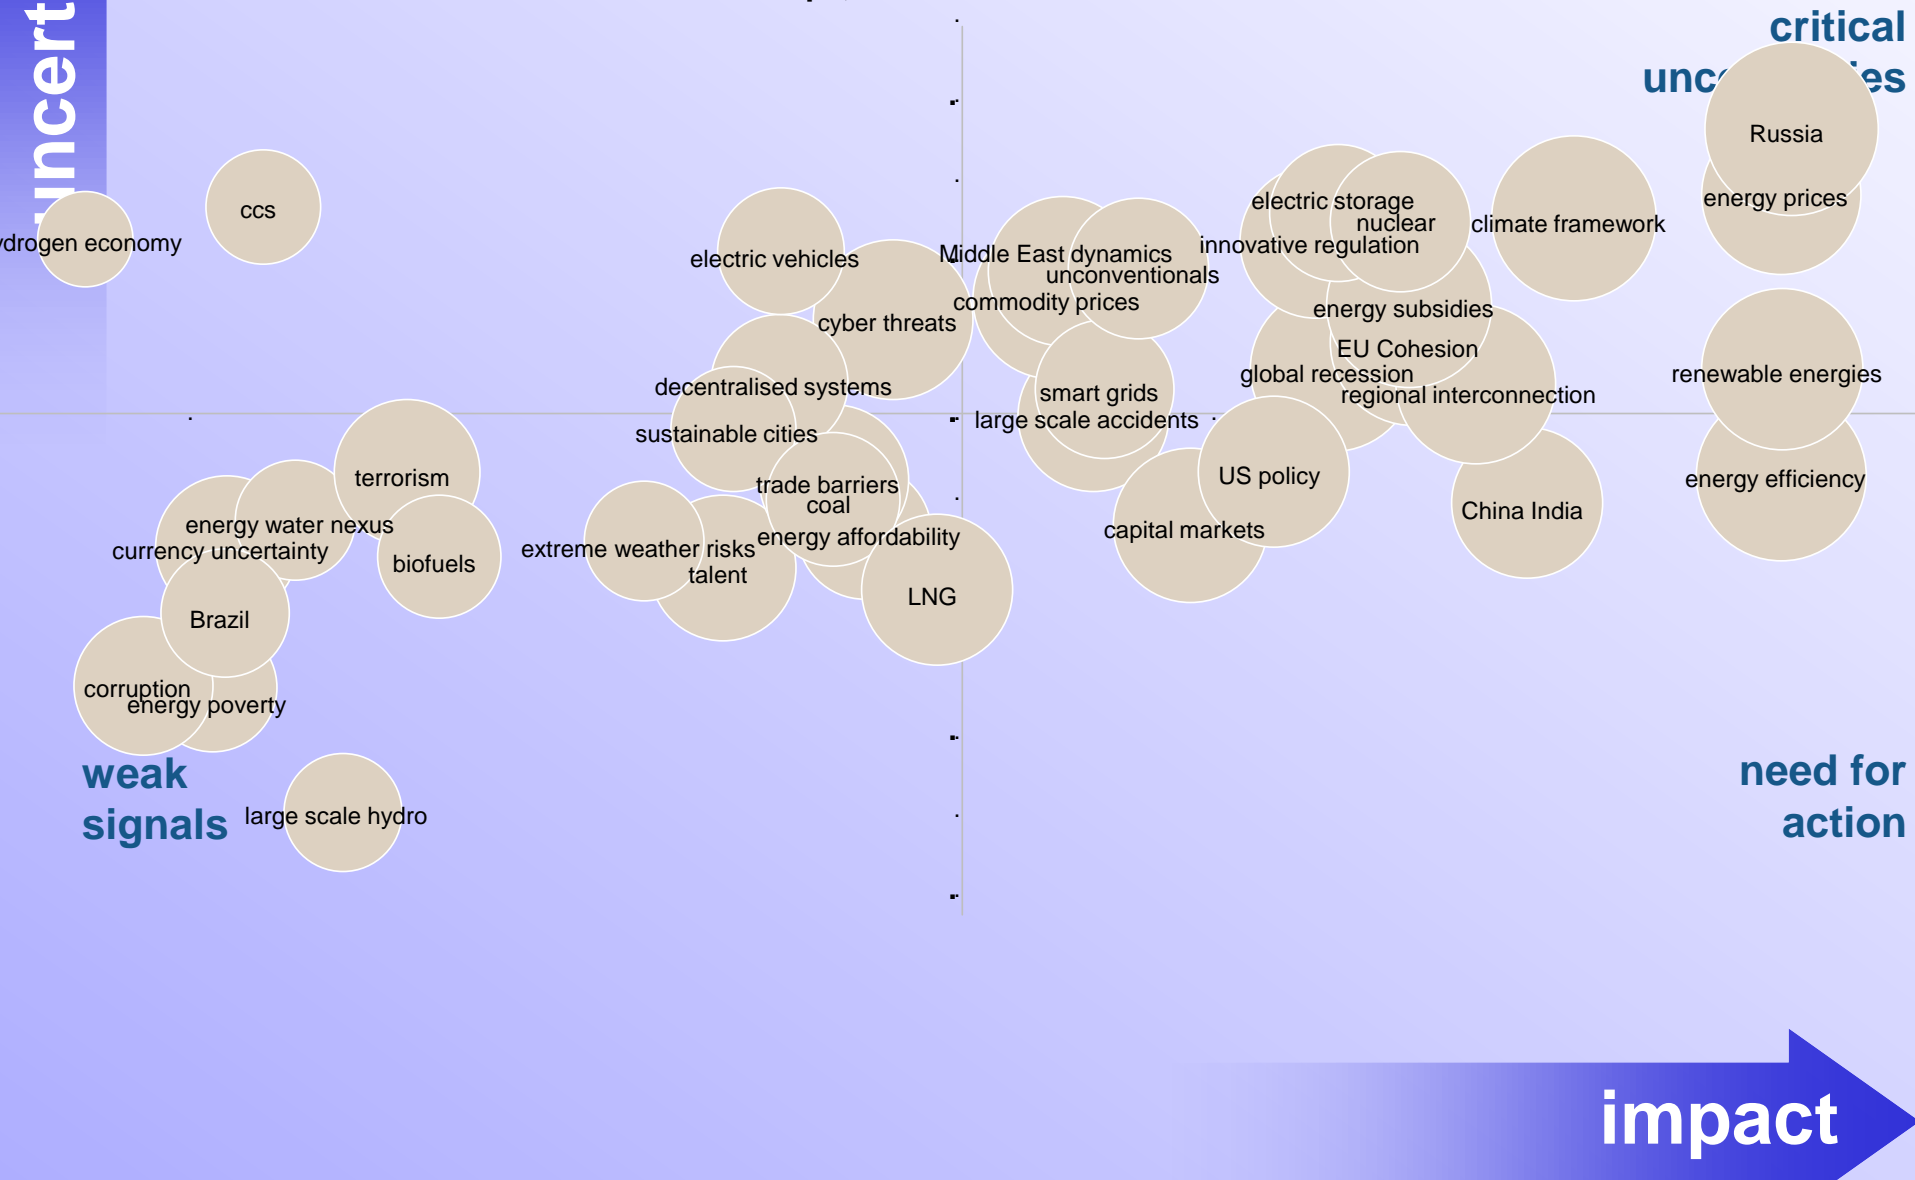 uncert
critical
Russia
energy prices
ccs
electric storage
nuclear
climate framework
innovative regulation
electric vehicles
Middle East dynamics
unconventionals
commodity prices
energy subsidies
cyber threats
EU Cohesion
global recession
renewable energies
decentralised systems
smart grids
regional interconnection
large scale accidents
sustainable cities
terrorism
US policy
energy efficiency
trade barriers
coal
China India
energy water nexus
capital markets
energy affordability
currency uncertainty
extreme weather risks
biofuels
talent
LNG
Brazil
corruption
energy poverty
weak
signals
large scale hydro
need for
action
impact